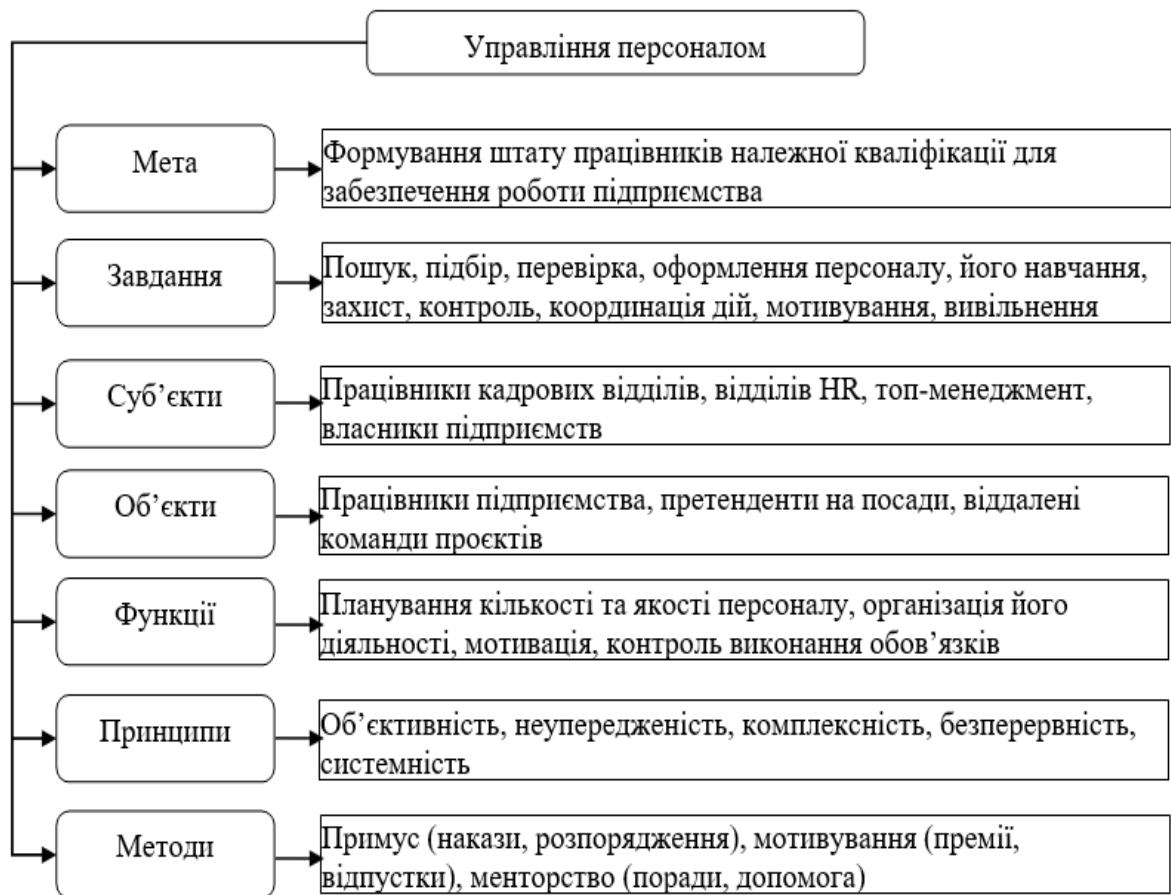 Управління персоналом
Мета
Формування штату працівників належної кваліфікації для
забезпечення роботи підприємства
Завдання
Пошук, підбір, перевірка, оформлення персоналу, його навчання,
захист, контроль, координація дій, мотивування, вивільнення
Суб’єкти
Працівники кадрових відділів, відділів HR, топ-менеджмент,
власники підприємств
Об’єкти
Працівники підприємства, претенденти на посади, віддалені
команди проєктів
Функції
Планування кількості та якості персоналу, організація його
діяльності, мотивація, контроль виконання обов’язків
Принципи
Об’єктивність, неупередженість, комплексність, безперервність,
системність
Методи
Примус (накази, розпорядження), мотивування (премії,
відпустки), менторство (поради, допомога)